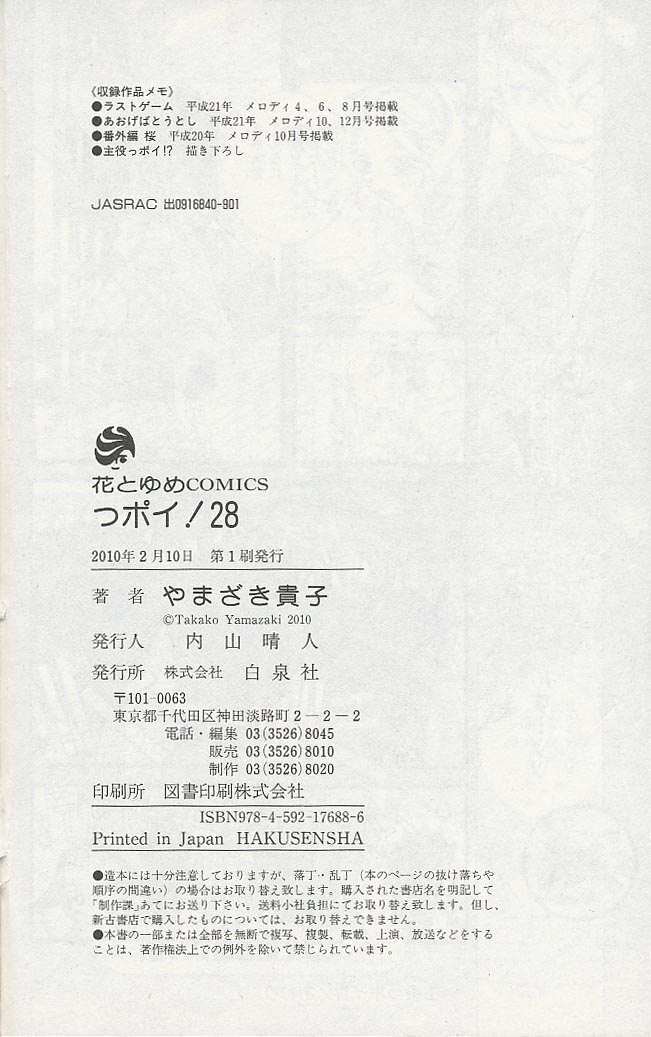 《収録作品メモ》
●ラストゲーム 平成21年 メロディ4、6、8月号掲載
●あおげばとうとし 平成21年 メロディ10、12月号掲載
●番外編 桜 平成20年 メロディ10月号掲載
●主役っポイ!? 描き下ろし
JASRAC 出0916840-901
花とゆめCOMICS
っポイ! 28
2010年2月10日 第1刷発行
著者 やまざき貴子
©Takako Yamazaki 2010
発行人 内山晴人
発行所 株式会社 白泉社
〒101-0063
東京都千代田区神田淡路町2-2-2
電話・編集 03(3526)8045
販売 03(3526)8010
制作 03(3526)8020
印刷所 図書印刷株式会社
ISBN978-4-592-17688-6
Printed in Japan HAKUSENSHA
●造本には十分注意しておりますが、落丁・乱丁(本のページの抜け落ちや
順序の間違い)の場合はお取り替え致します。購入された書店名を明記して
「制作課」あてにお送り下さい。送料小社負担にてお取り替え致します。但し、
新古書店で購入したものについては、お取り替えできません。
●本書の一部または全部を無断で複写、複製、転載、上演、放送などをする
ことは、著作権法上での例外を除いて禁じられています。